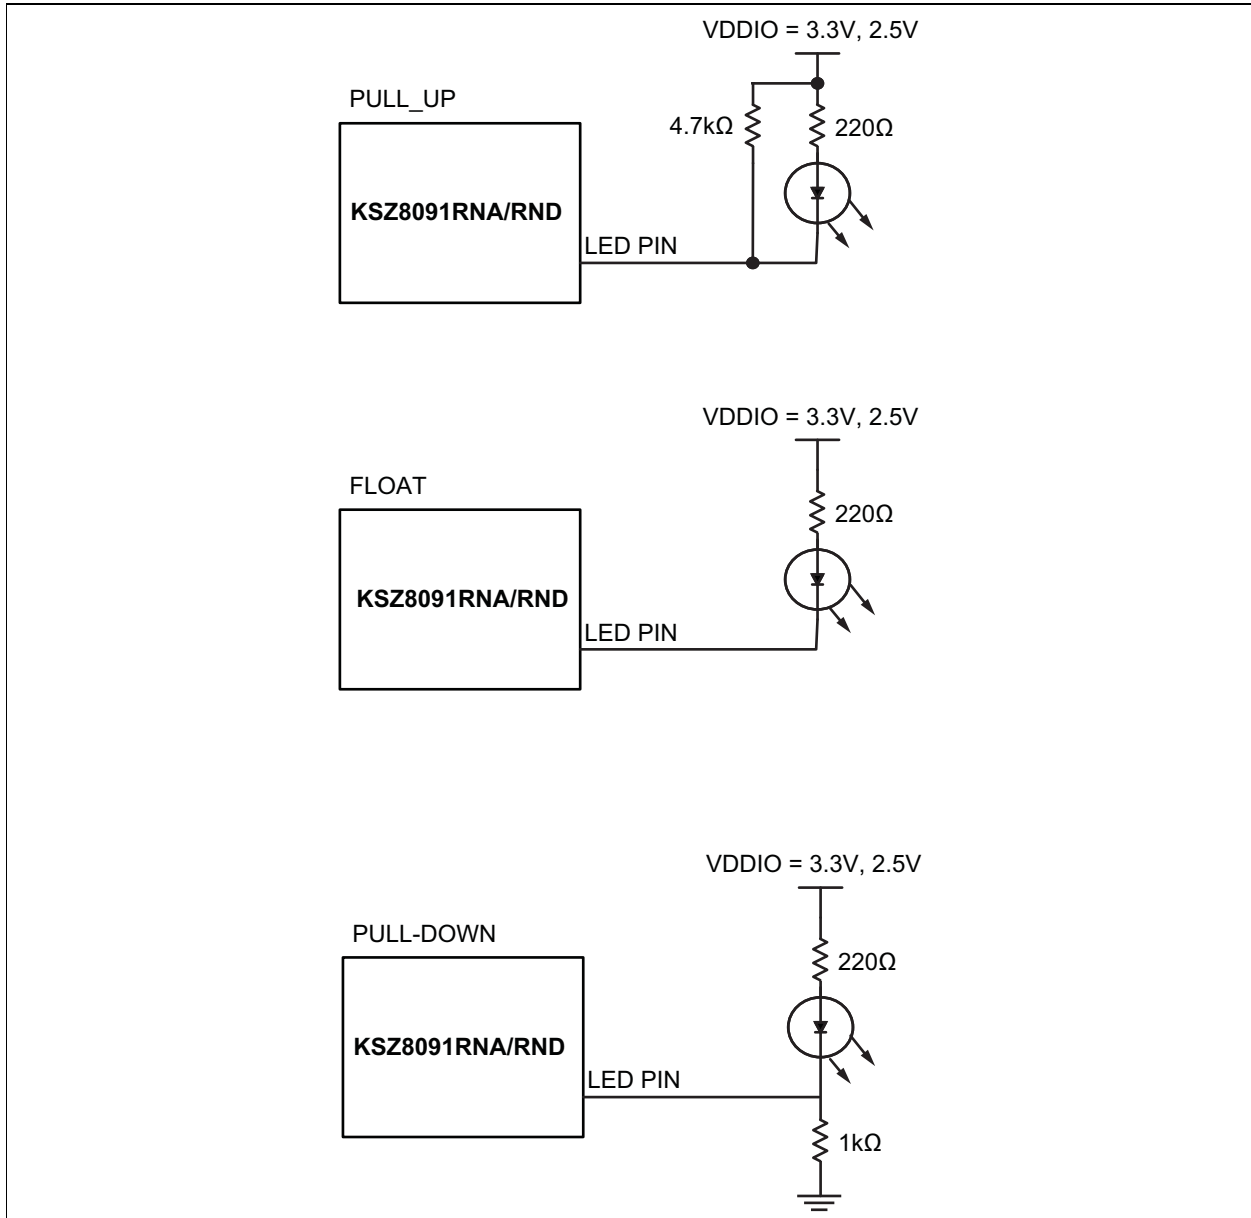 VDDIO = 3.3V, 2.5V
PULL_UP
4.7kΩ
220Ω
KSZ8091RNA/RND
LED PIN
VDDIO = 3.3V, 2.5V
FLOAT
220Ω
KSZ8091RNA/RND
LED PIN
VDDIO = 3.3V, 2.5V
PULL-DOWN
220Ω
KSZ8091RNA/RND
LED PIN
1kΩ